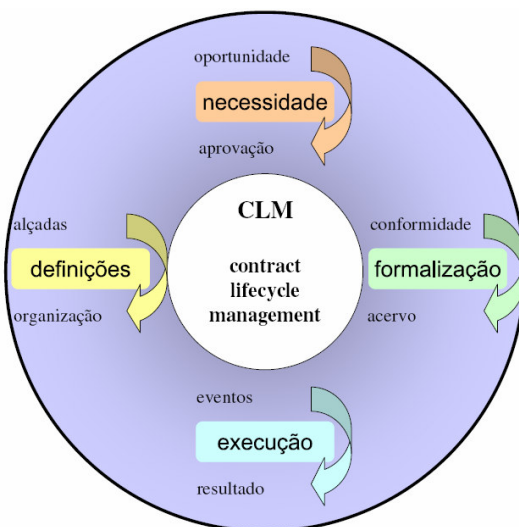 oportunidade
necessidade
aprovação
CLM
contract
lifecycle
management
alçadas
definições
organização
conformidade
formalização
acervo
eventos
execução
resultado